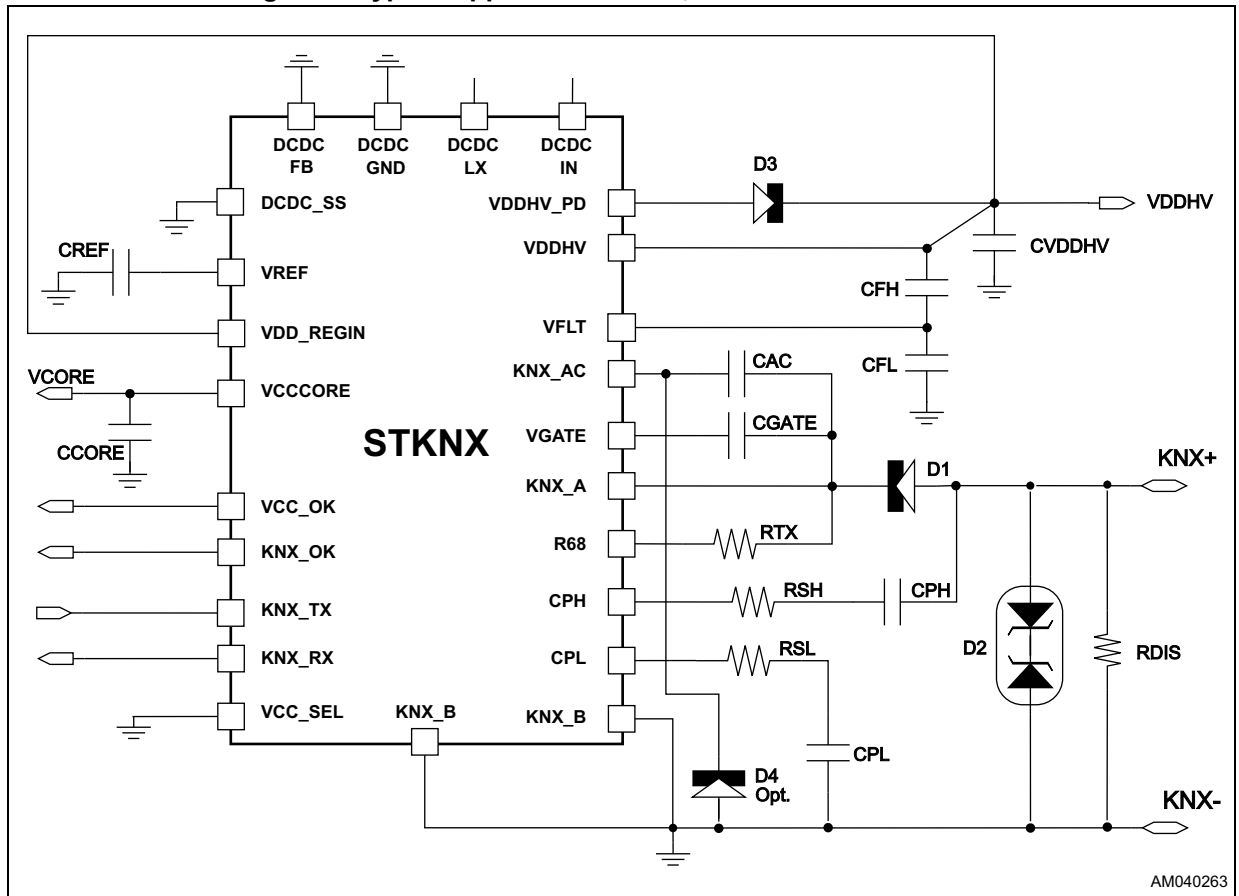 DCDC FB
DCDC GND
DCDC LX
DCDC IN
D3
DCDC_SS
VDDHV_PD
VDDHV
CREF
VDDHV
CVDDHV
VREF
CFH
VDD_REGIN
VFLT
VCORE
KNX_AC
CAC
CFL
VCCCORE
STKNX
VGATE
CGATE
CCORE
KNX_A
D1
KNX+
VCC_OK
R68
RTX
KNX_OK
CPH
RSH
CPH
KNX_TX
RSL
D2
RDIS
KNX_RX
CPL
VCC_SEL
KNX_B
KNX_B
CPL
D4
Opt.
KNX-
AM040263